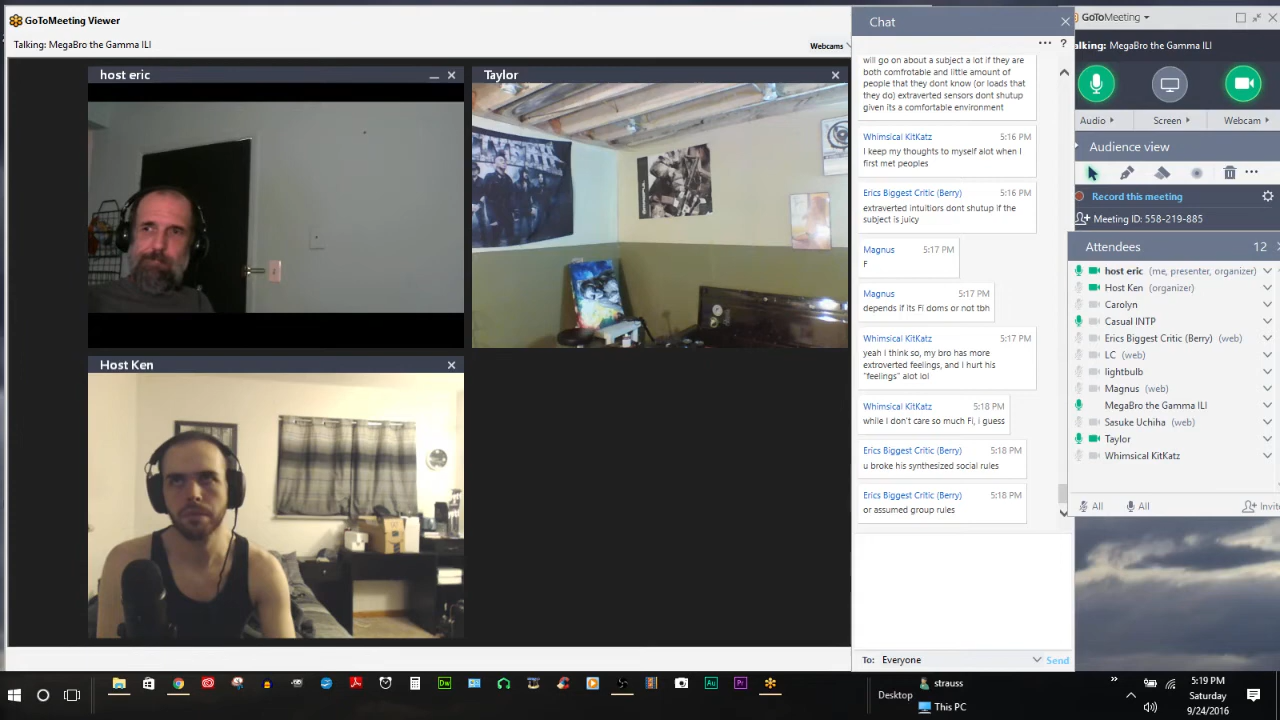 GoToMeeting Viewer
Talking: MegaBro the Gamma ILI
Webcams
host eric
Taylor
Host Ken
Chat
will go on about a subject a lot if they are
both comfrotable and little amount of
people that they dont know (or loads that
they do) extraverted sensors dont shutup
given its a comfortable environment
Whimsical KitKatz 5:16 PM
I keep my thoughts to myself alot when I
first met peoples
Erics Biggest Critic (Berry) 5:16 PM
extraverted intuitiors dont shutup if the
subject is juicy
Magnus 5:17 PM
F
Magnus 5:17 PM
depends if its Fi doms or not tbh
Whimsical KitKatz 5:17 PM
yeah I think so, my bro has more
extroverted feelings, and I hurt his
"feelings" alot lol
Whimsical KitKatz 5:18 PM
while I don't care so much Fi, i guess
Erics Biggest Critic (Berry) 5:18 PM
u broke his synthesized social rules
Erics Biggest Critic (Berry) 5:18 PM
or assumed group rules
To: Everyone
Send
GoToMeeting
alking: MegaBro the Gamma ILI
Audio
Screen
Webcam
Audience view
Record this meeting
Meeting ID: 558-219-885
Attendees 12
host eric (me, presenter, organizer)
Host Ken (organizer)
Carolyn
Casual INTP
Erics Biggest Critic (Berry) (web)
LC (web)
lightbulb
Magnus (web)
MegaBro the Gamma ILI
Sasuke Uchiha (web)
Taylor
Whimsical KitKatz
All
All
Invite
Dw
Au
Pr
Desktop
strauss
This PC
5:19 PM
Saturday
9/24/2016